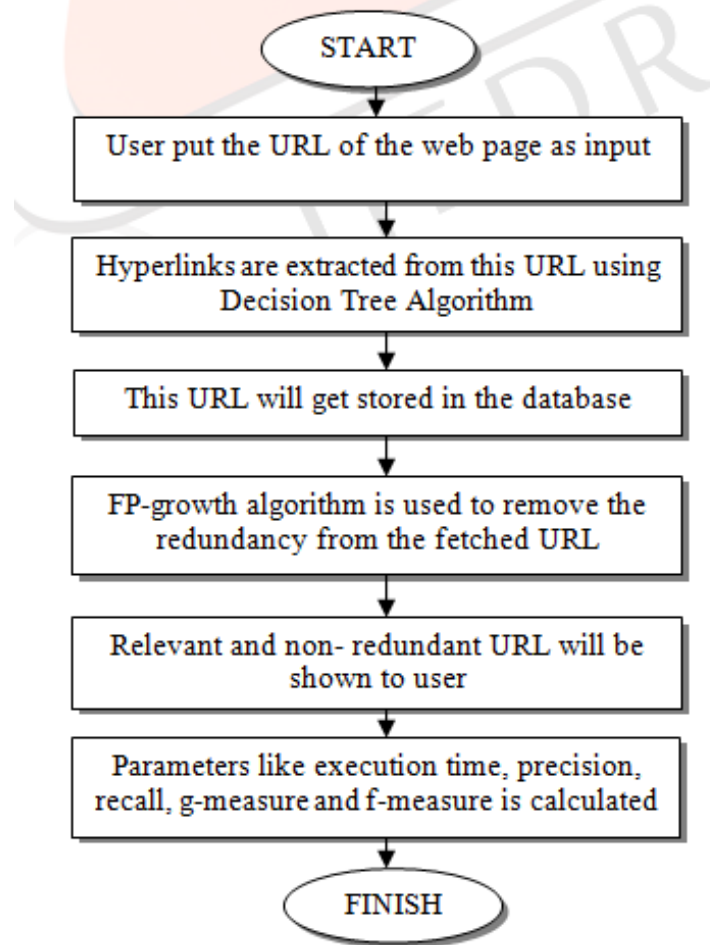 START
User put the URL of the web page as input
Hyperlinks are extracted from this URL using
Decision Tree Algorithm
This URL will get stored in the database
FP-growth algorithm is used to remove the
redundancy from the fetched URL
Relevant and non- redundant URL will be
shown to user
Parameters like execution time, precision,
recall, g-measure and f-measure is calculated
FINISH